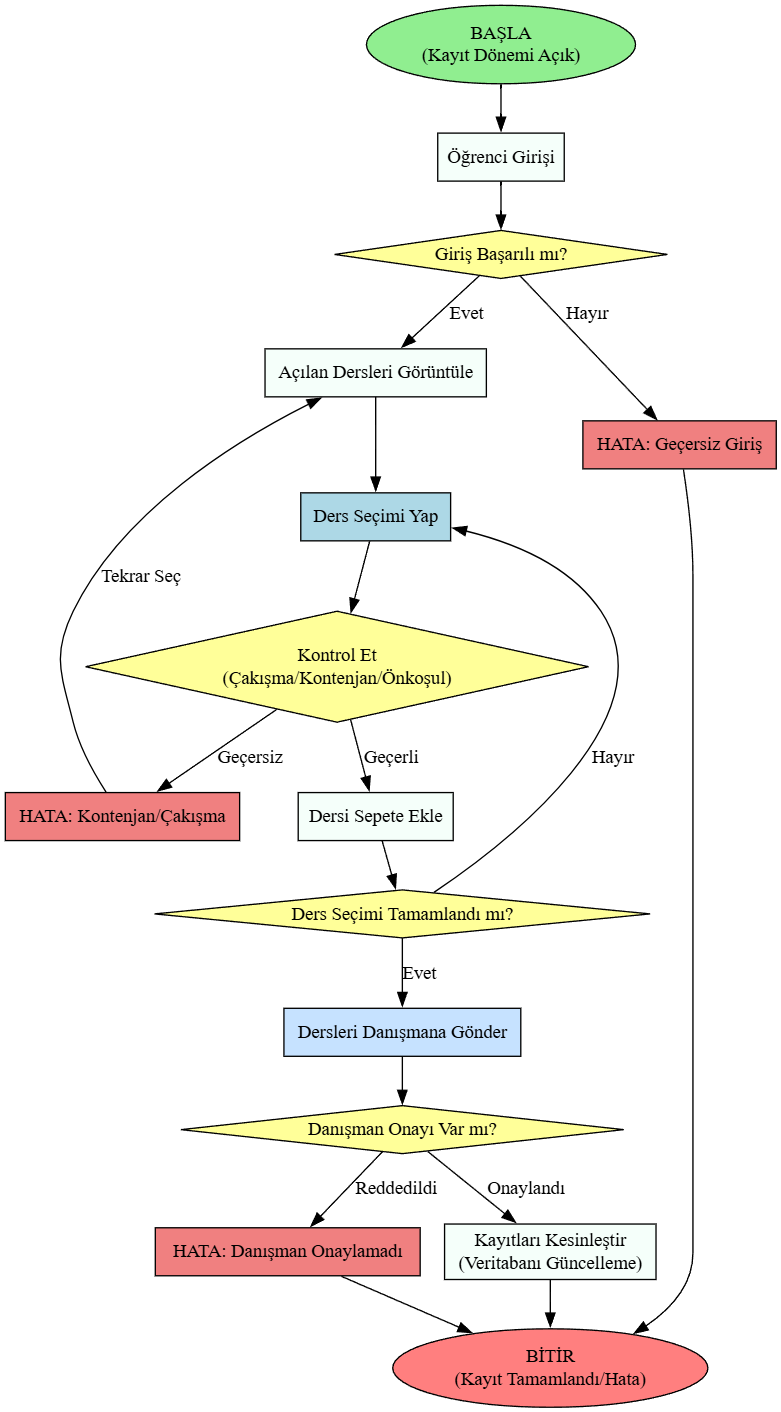 BAŞLA
(Kayıt Dönemi Açık)
Öğrenci Girişi
Giriş Başarılı mı?
Evet
Hayır
Açılan Dersleri Görüntüle
HATA: Geçersiz Giriş
Ders Seçimi Yap
Tekrar Seç
Kontrol Et
(Çakışma/Kontenjan/Önkoşul)
Geçersiz
Geçerli
Hayır
HATA: Kontenjan/Çakışma
Dersi Sepete Ekle
Ders Seçimi Tamamlandı mı?
Evet
Dersleri Danışmana Gönder
Danışman Onayı Var mı?
Reddedildi
Onaylandı
HATA: Danışman Onaylamadı
Kayıtları Kesinleştir
(Veritabanı Güncelleme)
BİTİR
(Kayıt Tamamlandı/Hata)